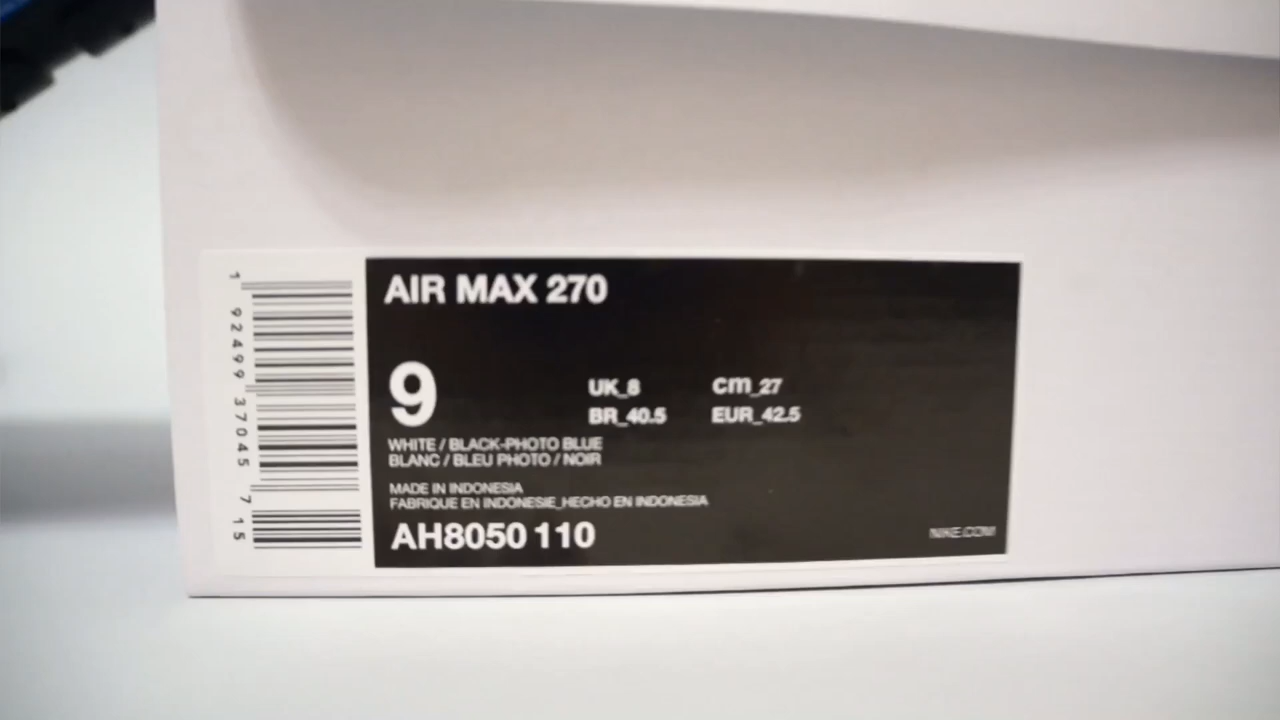 1 92499 37045 7 15
AIR MAX 270
9
UK_8 cm_27
BR_40.5 EUR_42.5
WHITE / BLACK-PHOTO BLUE
BLANC / BLEU PHOTO / NOIR
MADE IN INDONESIA
FABRIQUE EN INDONESIE_HECHO EN INDONESIA
AH8050 110
NIKE.COM